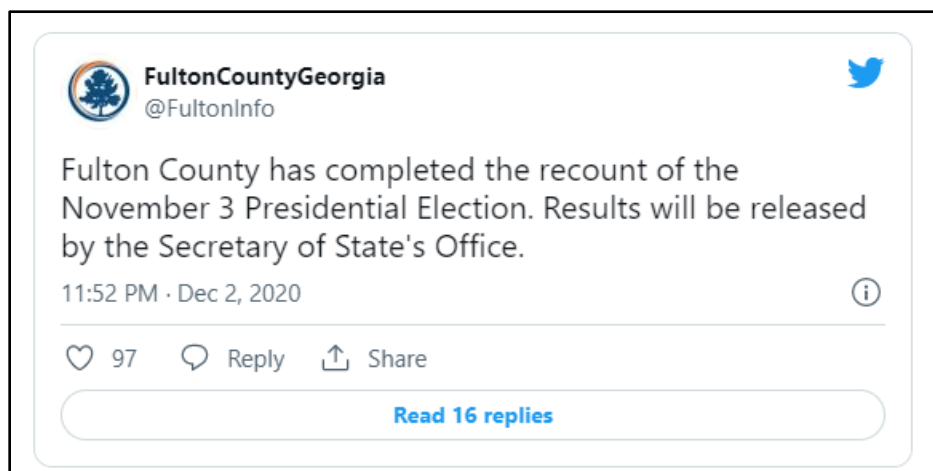 FultonCountyGeorgia
@FultonInfo
Fulton County has completed the recount of the
November 3 Presidential Election. Results will be released
by the Secretary of State's Office.
11:52 PM · Dec 2, 2020
97 Reply Share
Read 16 replies